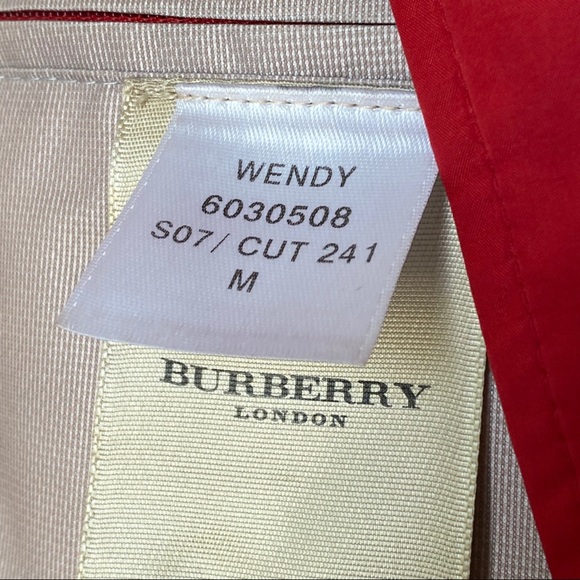 WENDY
6030508
S07/ CUT 241
M
BURBERRY
LONDON